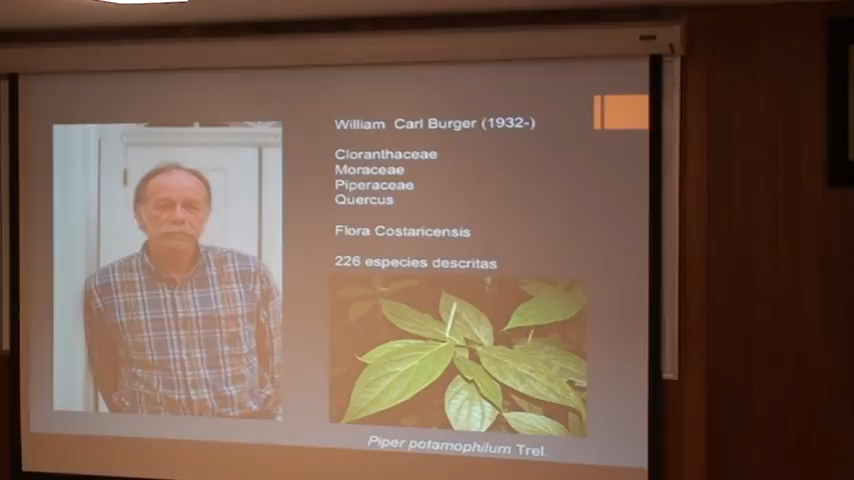 William Carl Burger (1932-)
Cloranthaceae
Moraceae
Piperaceae
Quercus
Flora Costaricensis
226 especies descritas
Piper potamophilum Trel.